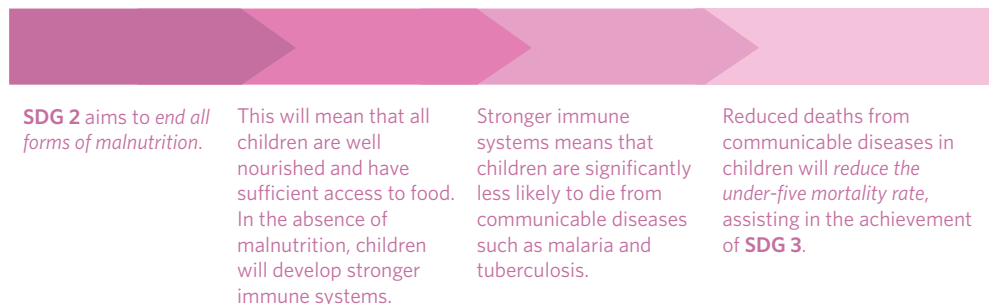 SDG 2 aims to end all
forms of malnutrition.
This will mean that all
children are well
nourished and have
sufficient access to food.
In the absence of
malnutrition, children
will develop stronger
immune systems.
Stronger immune
systems means that
children are significantly
less likely to die from
communicable diseases
such as malaria and
tuberculosis.
Reduced deaths from
communicable diseases in
children will reduce the
under-five mortality rate,
assisting in the achievement
of SDG 3.